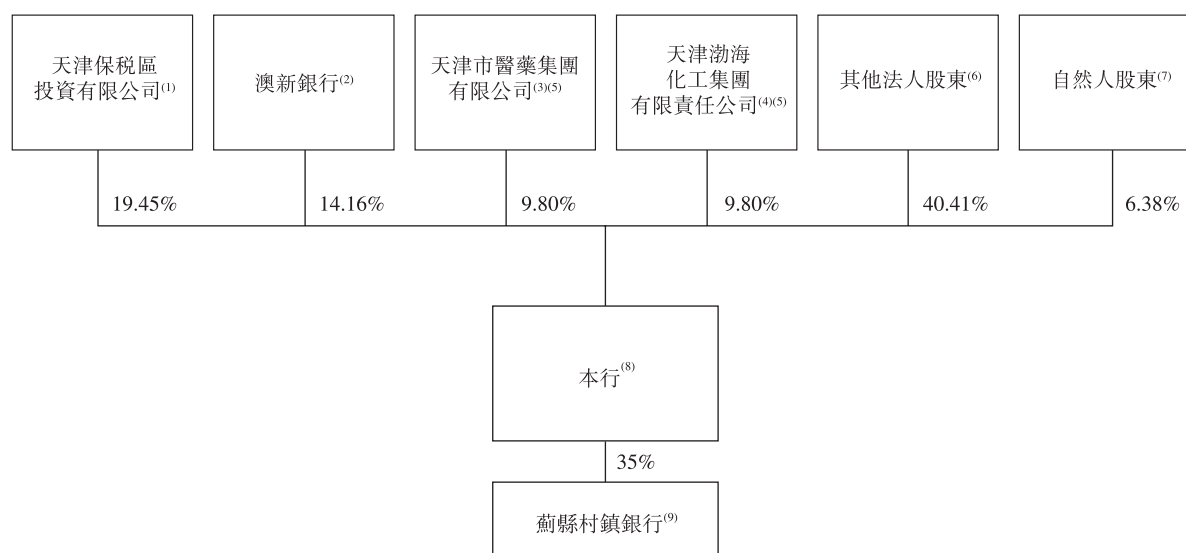 天津保稅區
投資有限公司(1)
澳新銀行(2)
天津市醫藥集團
有限公司(3)(5)
天津渤海
化工集團
有限責任公司(4)(5)
其他法人股東(6)
自然人股東(7)
19.45%
14.16%
9.80%
9.80%
40.41%
6.38%
本行(8)
35%
薊縣村鎮銀行(9)